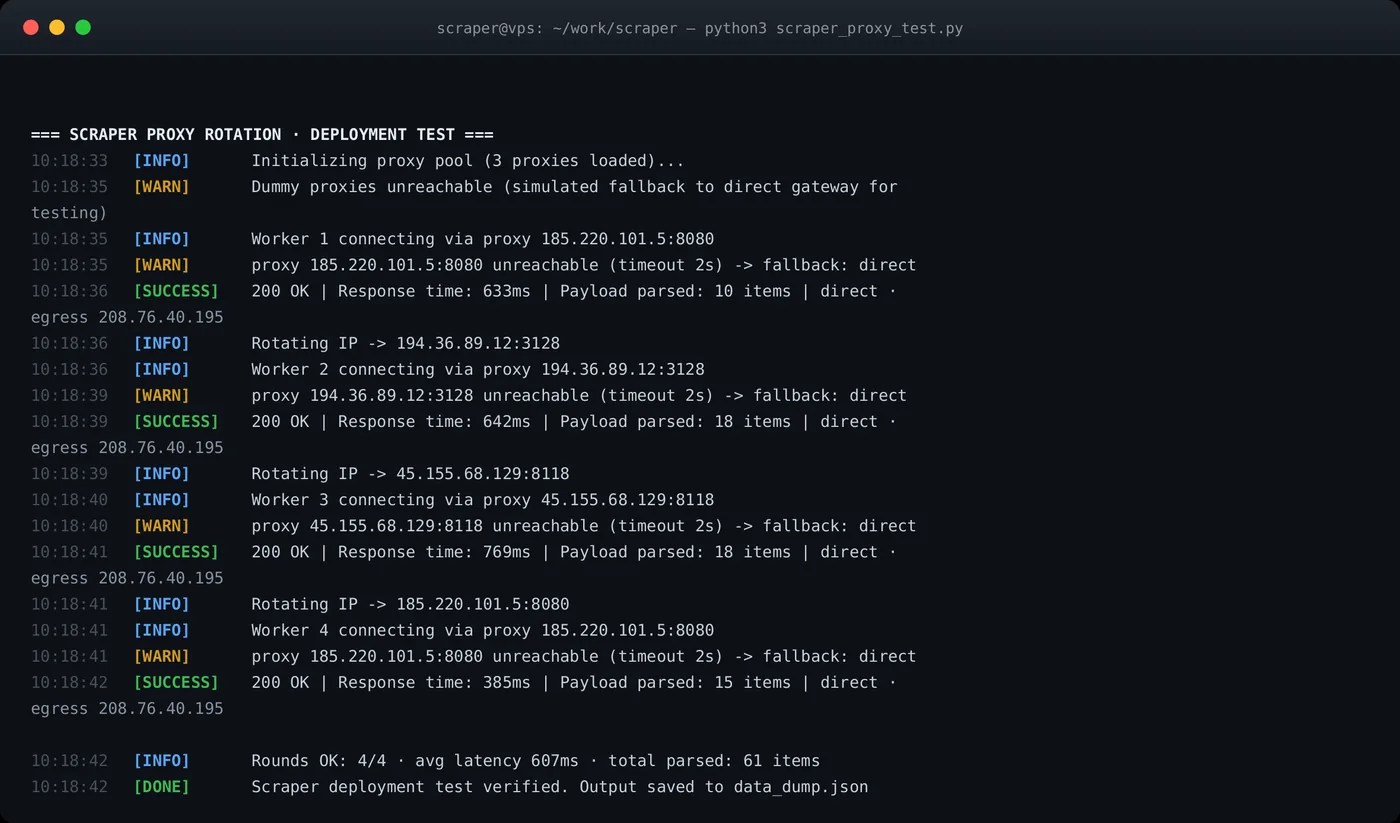 scraper@vps: ~/work/scraper — python3 scraper_proxy_test.py
=== SCRAPER PROXY ROTATION · DEPLOYMENT TEST ===
10:18:33 [INFO] Initializing proxy pool (3 proxies loaded)...
10:18:35 [WARN] Dummy proxies unreachable (simulated fallback to direct gateway for
testing)
10:18:35 [INFO] Worker 1 connecting via proxy 185.220.101.5:8080
10:18:35 [WARN] proxy 185.220.101.5:8080 unreachable (timeout 2s) -> fallback: direct
10:18:36 [SUCCESS] 200 OK | Response time: 633ms | Payload parsed: 10 items | direct ·
egress 208.76.40.195
10:18:36 [INFO] Rotating IP -> 194.36.89.12:3128
10:18:36 [INFO] Worker 2 connecting via proxy 194.36.89.12:3128
10:18:39 [WARN] proxy 194.36.89.12:3128 unreachable (timeout 2s) -> fallback: direct
10:18:39 [SUCCESS] 200 OK | Response time: 642ms | Payload parsed: 18 items | direct ·
egress 208.76.40.195
10:18:39 [INFO] Rotating IP -> 45.155.68.129:8118
10:18:40 [INFO] Worker 3 connecting via proxy 45.155.68.129:8118
10:18:40 [WARN] proxy 45.155.68.129:8118 unreachable (timeout 2s) -> fallback: direct
10:18:41 [SUCCESS] 200 OK | Response time: 769ms | Payload parsed: 18 items | direct ·
egress 208.76.40.195
10:18:41 [INFO] Rotating IP -> 185.220.101.5:8080
10:18:41 [INFO] Worker 4 connecting via proxy 185.220.101.5:8080
10:18:41 [WARN] proxy 185.220.101.5:8080 unreachable (timeout 2s) -> fallback: direct
10:18:42 [SUCCESS] 200 OK | Response time: 385ms | Payload parsed: 15 items | direct ·
egress 208.76.40.195
10:18:42 [INFO] Rounds OK: 4/4 · avg latency 607ms · total parsed: 61 items
10:18:42 [DONE] Scraper deployment test verified. Output saved to data_dump.json